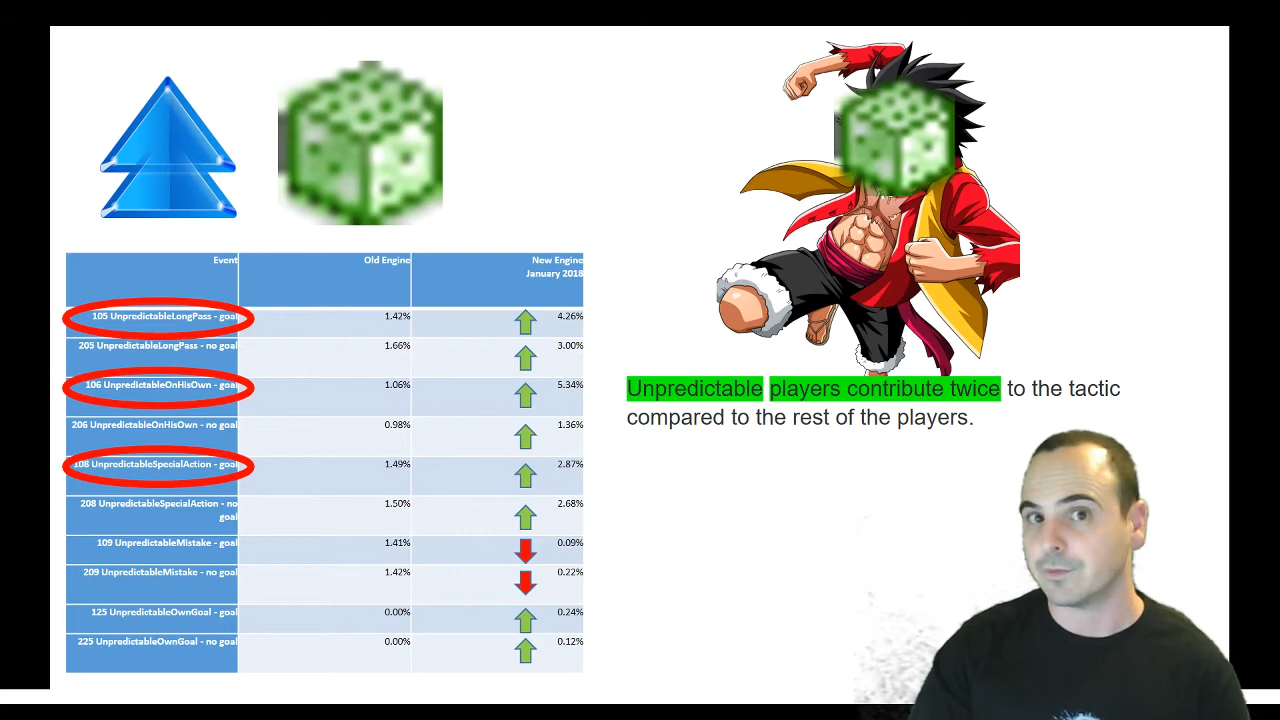 Event Old Engine New Engine
January 2018
105 UnpredictableLongPass - goal 1.42% 4.26%
205 UnpredictableLongPass - no goal 1.66% 3.00%
106 UnpredictableOnHisOwn - goal 1.06% 5.34%
206 UnpredictableOnHisOwn - no goal 0.98% 1.36%
108 UnpredictableSpecialAction - goal 1.49% 2.87%
208 UnpredictableSpecialAction - no 1.50% 2.68%
goal
109 UnpredictableMistake - goal 1.41% 0.09%
209 UnpredictableMistake - no goal 1.42% 0.22%
125 UnpredictableOwnGoal - goal 0.00% 0.24%
225 UnpredictableOwnGoal - no goal 0.00% 0.12%
Unpredictable players contribute twice to the tactic
compared to the rest of the players.